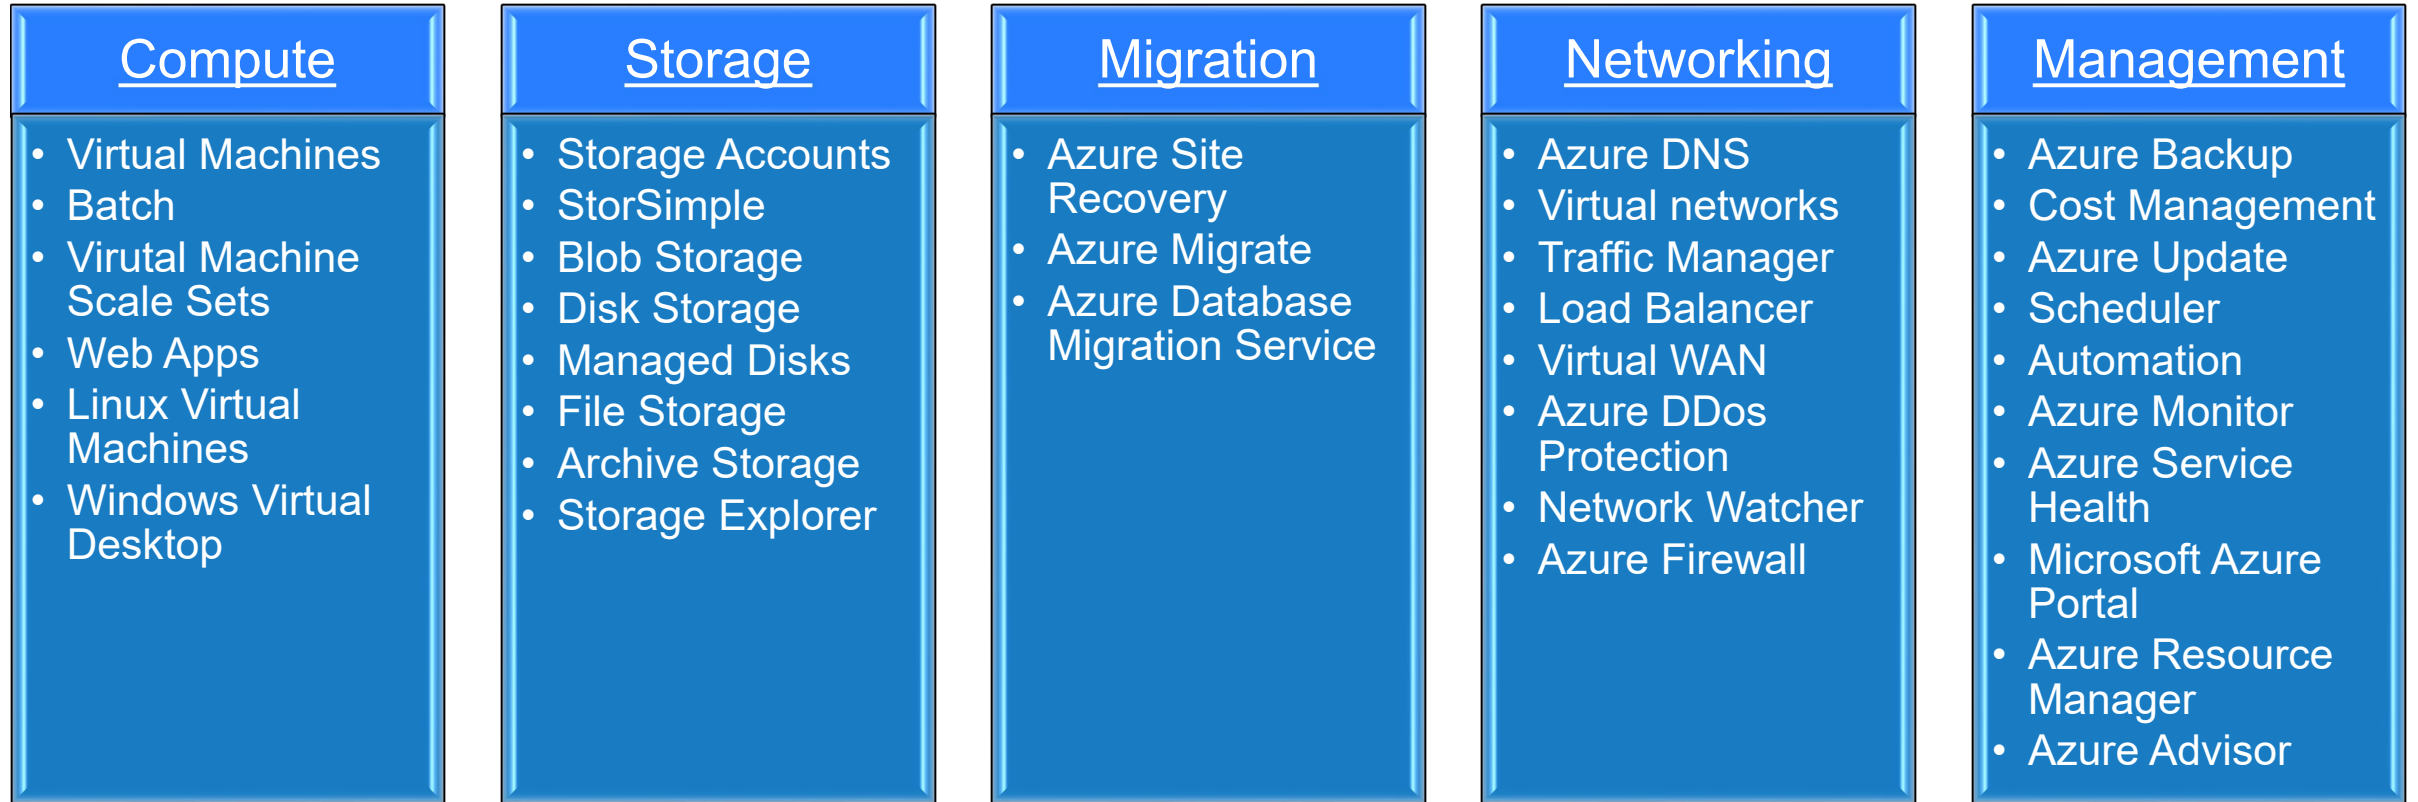 Compute
• Virtual Machines
• Batch
• Virutal Machine
Scale Sets
• Web Apps
• Linux Virtual
Machines
• Windows Virtual
Desktop
Storage
• Storage Accounts
• StorSimple
• Blob Storage
• Disk Storage
• Managed Disks
• File Storage
• Archive Storage
• Storage Explorer
Migration
• Azure Site
Recovery
• Azure Migrate
• Azure Database
Migration Service
Networking
• Azure DNS
• Virtual networks
• Traffic Manager
• Load Balancer
• Virtual WAN
• Azure DDos
Protection
• Network Watcher
• Azure Firewall
Management
• Azure Backup
• Cost Management
• Azure Update
• Scheduler
• Automation
• Azure Monitor
• Azure Service
Health
• Microsoft Azure
Portal
• Azure Resource
Manager
• Azure Advisor